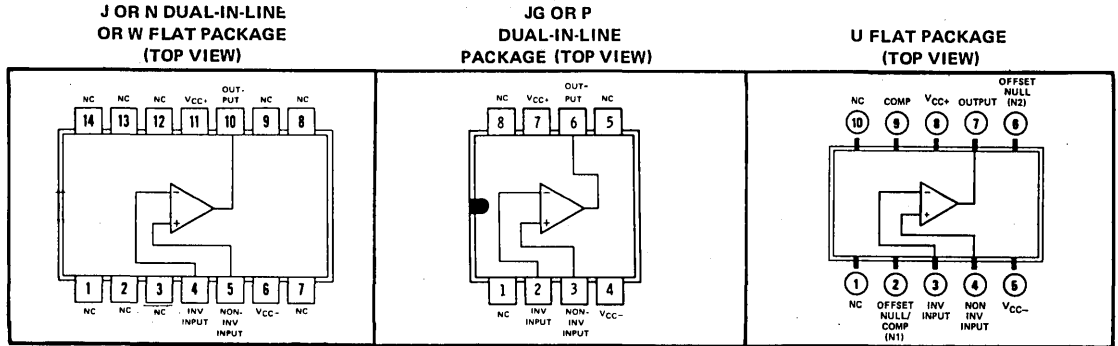 J OR N DUAL-IN-LINE
OR W FLAT PACKAGE
(TOP VIEW)
NC NC NC VCC+ OUT-PUT NC NC
14 13 12 11 10 9 8
- +
1 2 3 4 5 6 7
NC NC NC INV INPUT NON-INV INPUT VCC- NC
JG OR P
DUAL-IN-LINE
PACKAGE (TOP VIEW)
NC VCC+ OUT-PUT NC
8 7 6 5
- +
1 2 3 4
NC INV INPUT NON-INV INPUT VCC-
U FLAT PACKAGE
(TOP VIEW)
NC COMP VCC+ OUTPUT OFFSET NULL (N2)
10 9 8 7 6
- +
1 2 3 4 5
NC OFFSET NULL/ COMP (N1) INV INPUT NON INV INPUT VCC-